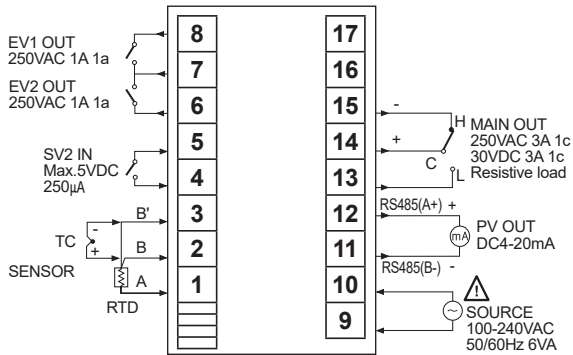 EV1 OUT
250VAC 1A 1a
EV2 OUT
250VAC 1A 1a
SV2 IN
Max.5VDC
250µA
TC
-
+
SENSOR
B'
B
A
RTD
8
7
6
5
4
3
2
1
17
16
15
14
13
12
11
10
9
-
+
H
C
L
MAIN OUT
250VAC 3A 1c
30VDC 3A 1c
Resistive load
RS485(A+) +
mA
PV OUT
DC4-20mA
RS485(B-) -
!
~
SOURCE
100-240VAC
50/60Hz 6VA